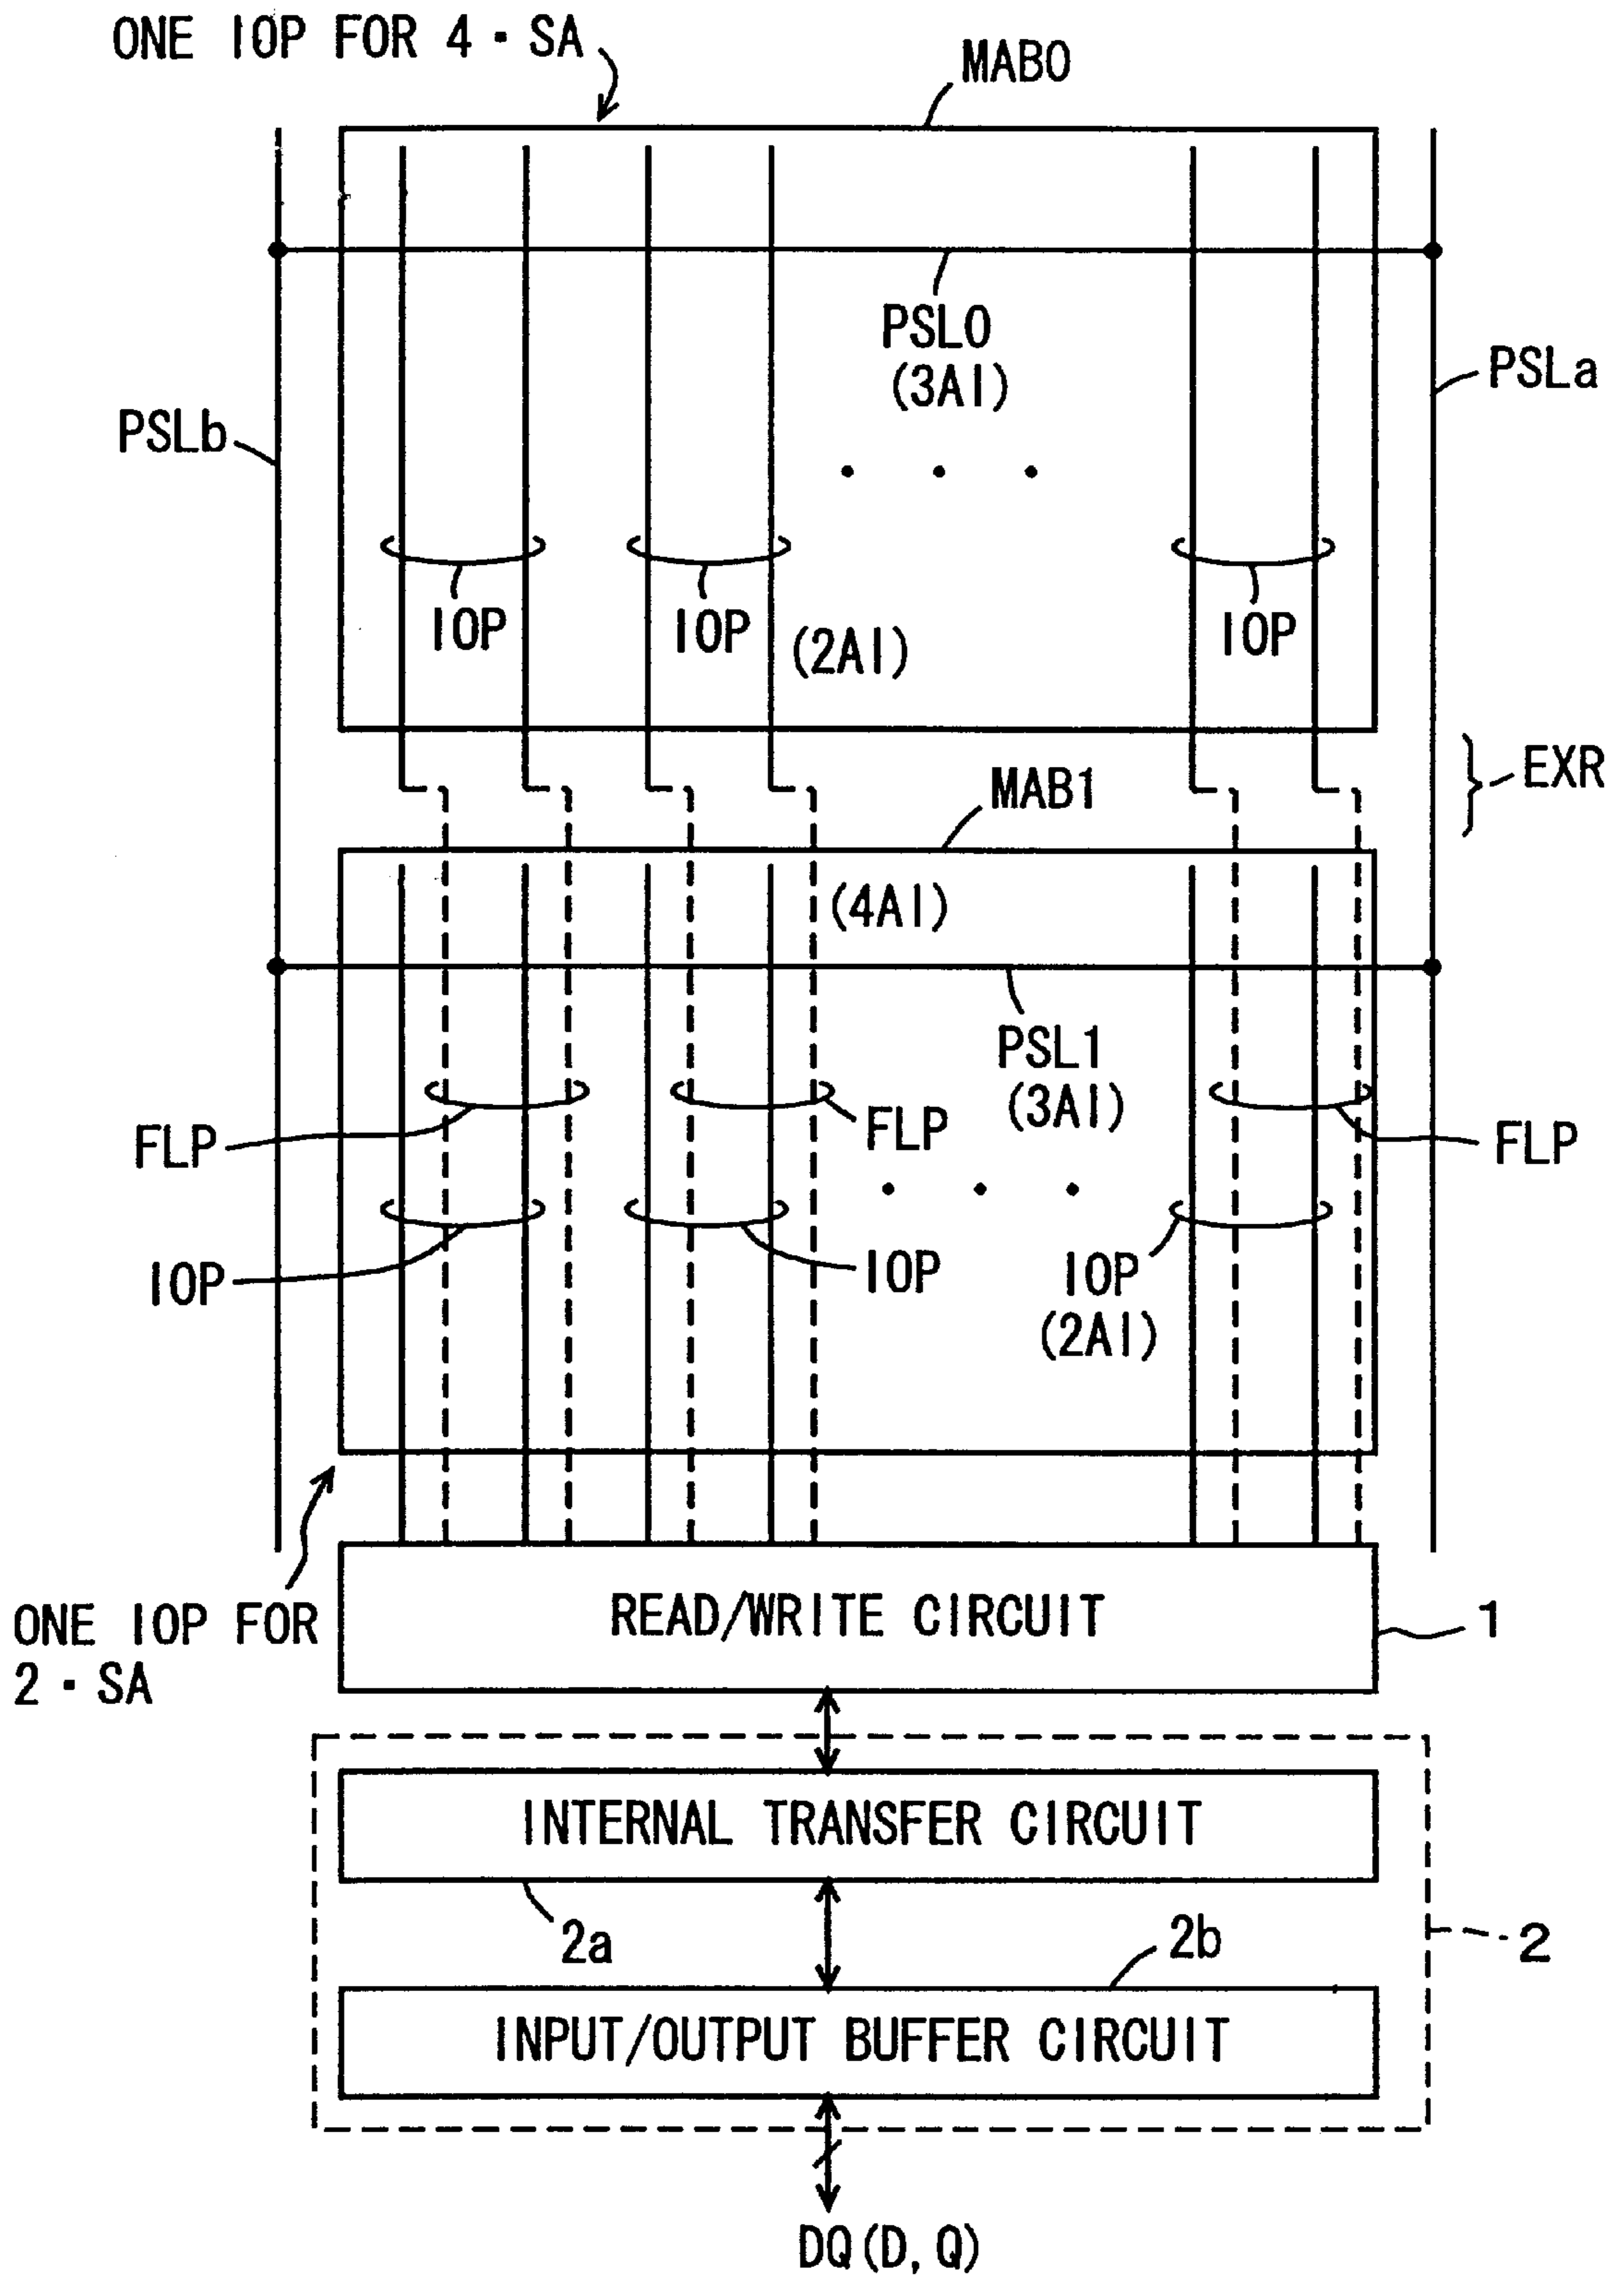 ONE IOP FOR 4・SA
MAB0
PSL0
(3Al)
PSLa
PSLb
IOP
IOP
IOP
(2Al)
EXR
MAB1
(4Al)
PSL1
(3Al)
FLP
FLP
FLP
IOP
IOP
IOP
(2Al)
ONE IOP FOR
2・SA
READ/WRITE CIRCUIT
1
INTERNAL TRANSFER CIRCUIT
2a
2b
2
INPUT/OUTPUT BUFFER CIRCUIT
DQ(D,Q)